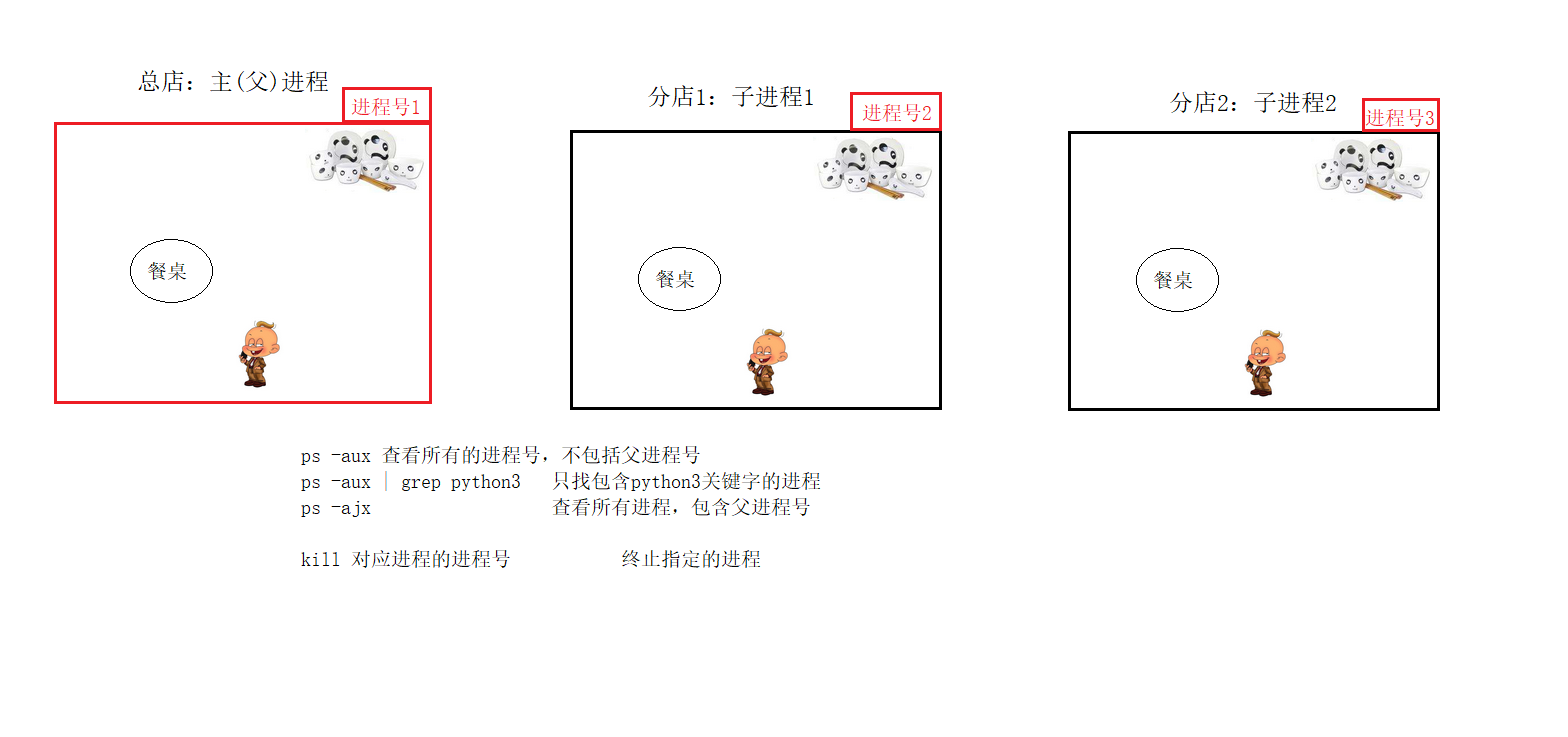 总店：主(父)进程
进程号1
分店1：子进程1
进程号2
分店2：子进程2
进程号3
餐桌
餐桌
餐桌
ps -aux 查看所有的进程号，不包括父进程号
ps -aux | grep python3 只找包含python3关键字的进程
ps -ajx 查看所有进程，包含父进程号
kill 对应进程的进程号 终止指定的进程